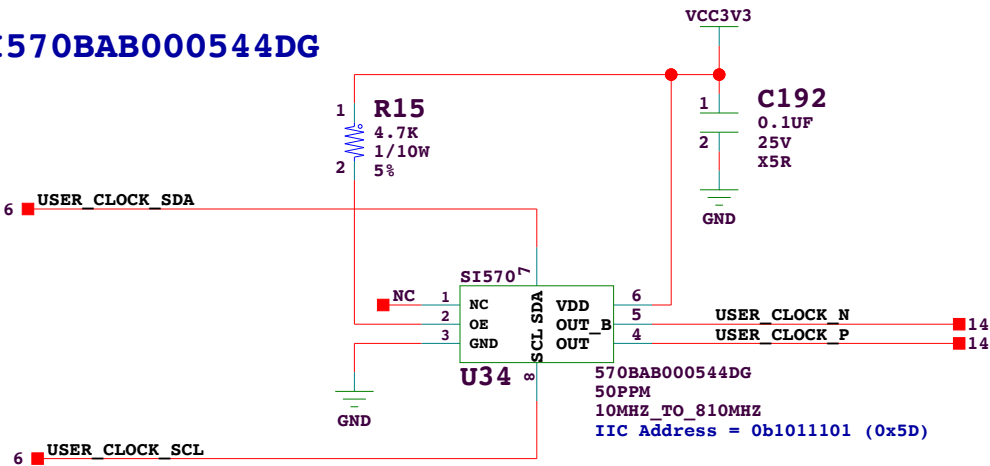 I570BAB000544DG
VCC3V3
1 R15
4.7K
1/10W
2 5%
1 C192
0.1UF
2 25V
X5R
GND
6 USER_CLOCK_SDA
SI570 7
NC 1 NC SDA VDD 6
2 OE OUT_B 5 USER_CLOCK_N 14
3 GND SCL OUT 4 USER_CLOCK_P 14
U34 8
570BAB000544DG
50PPM
10MHZ_TO_810MHZ
IIC Address = 0b1011101 (0x5D)
GND
6 USER_CLOCK_SCL